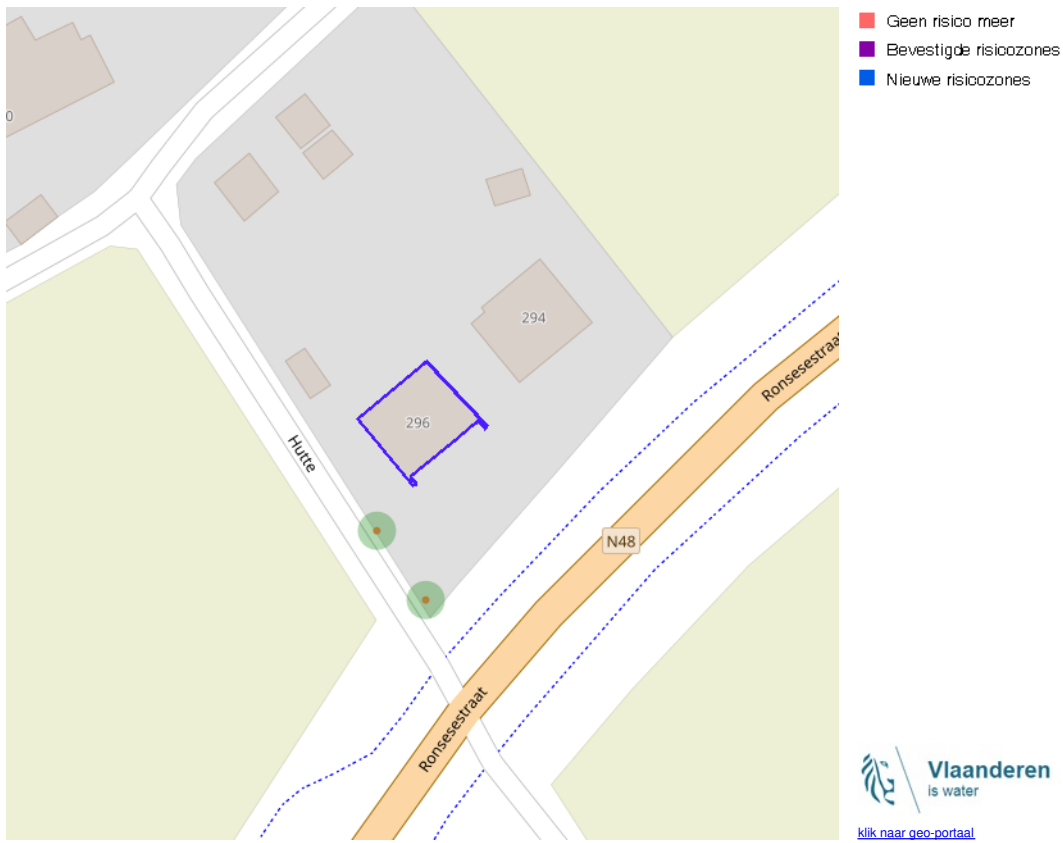 Geen risico meer
Bevestigde risicozones
Nieuwe risicozones
0
294
Ronsesestraat
296
Hutte
N48
Ronsesestraat
Vlaanderen
is water
klik naar geo-portaal